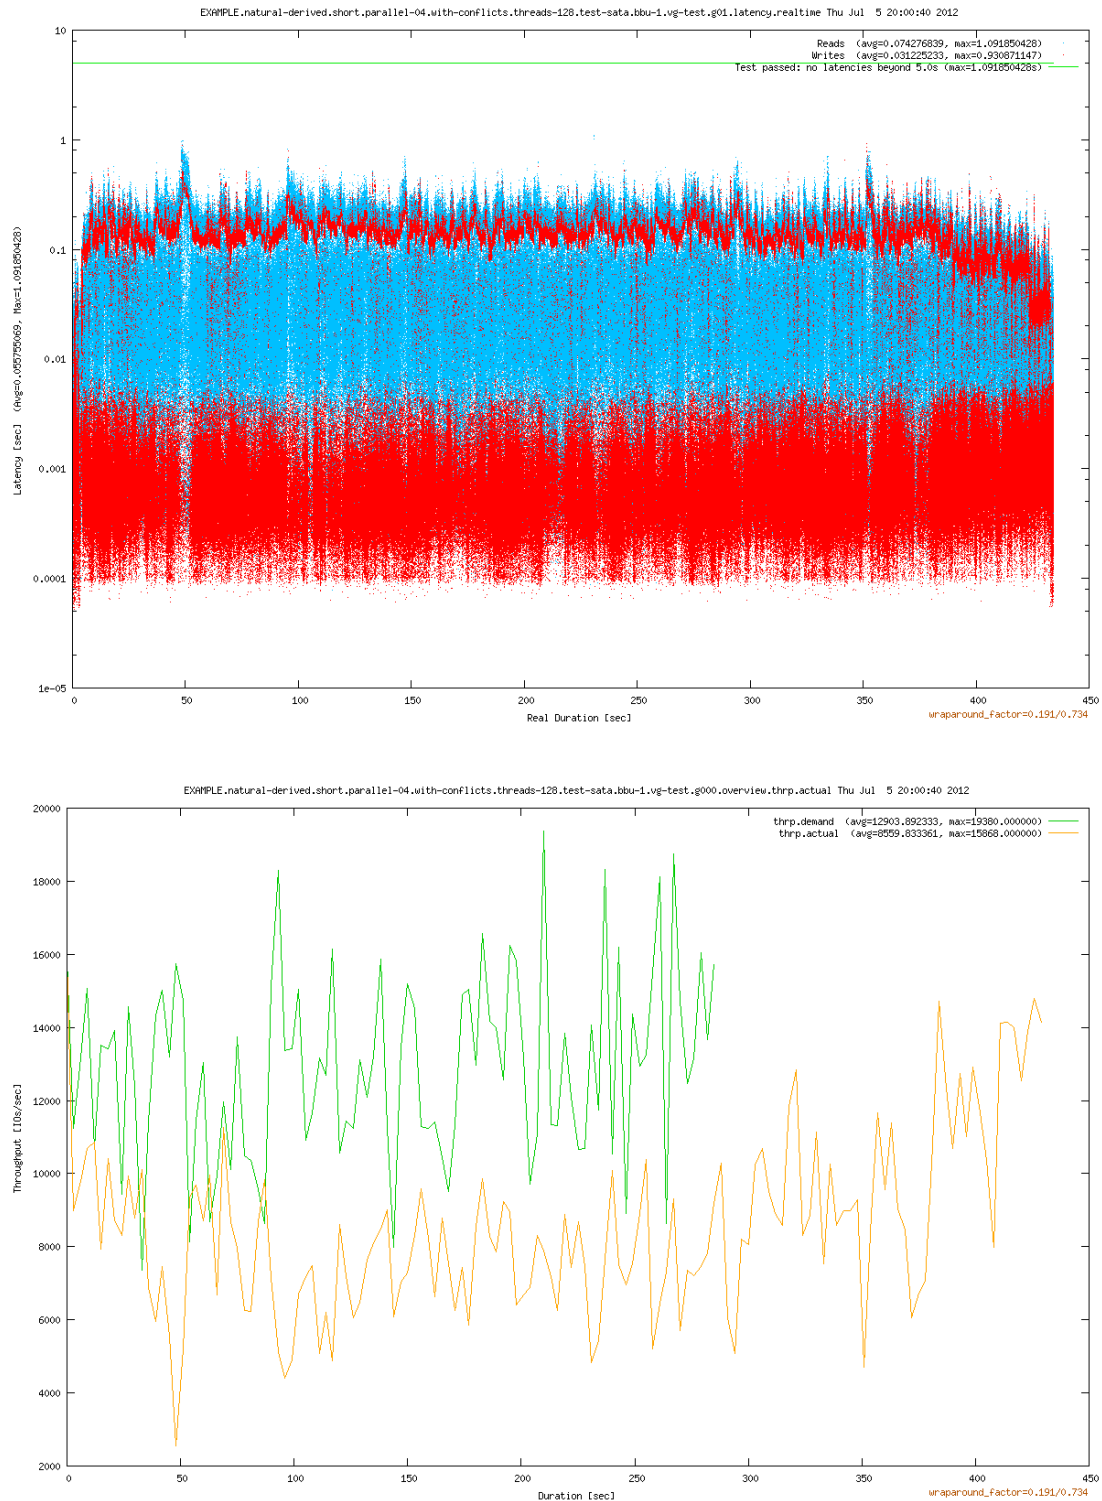 EXAMPLE.natural-derived.short.parallel-04.with-conflicts.threads-128.test-sata.bbu-1.vg-test.g01.latency.realtime Thu Jul  5 20:00:40 2012
Reads  (avg=0.074276839, max=1.091850428)
Writes  (avg=0.031225233, max=0.930871147)
Test passed: no latencies beyond 5.0s (max=1.091850428s)
10
1
0.1
0.01
0.001
0.0001
1e-05
Latency [sec]  (Avg=0.055755069, Max=1.091850428)
0 50 100 150 200 250 300 350 400 450
Real Duration [sec]
wraparound_factor=0.191/0.734
EXAMPLE.natural-derived.short.parallel-04.with-conflicts.threads-128.test-sata.bbu-1.vg-test.g000.overview.thrp.actual Thu Jul  5 20:00:40 2012
thrp.demand  (avg=12903.892333, max=19380.000000)
thrp.actual  (avg=8559.833361, max=15868.000000)
20000
18000
16000
14000
12000
10000
8000
6000
4000
2000
Throughput [IOs/sec]
0 50 100 150 200 250 300 350 400 450
Duration [sec]
wraparound_factor=0.191/0.734